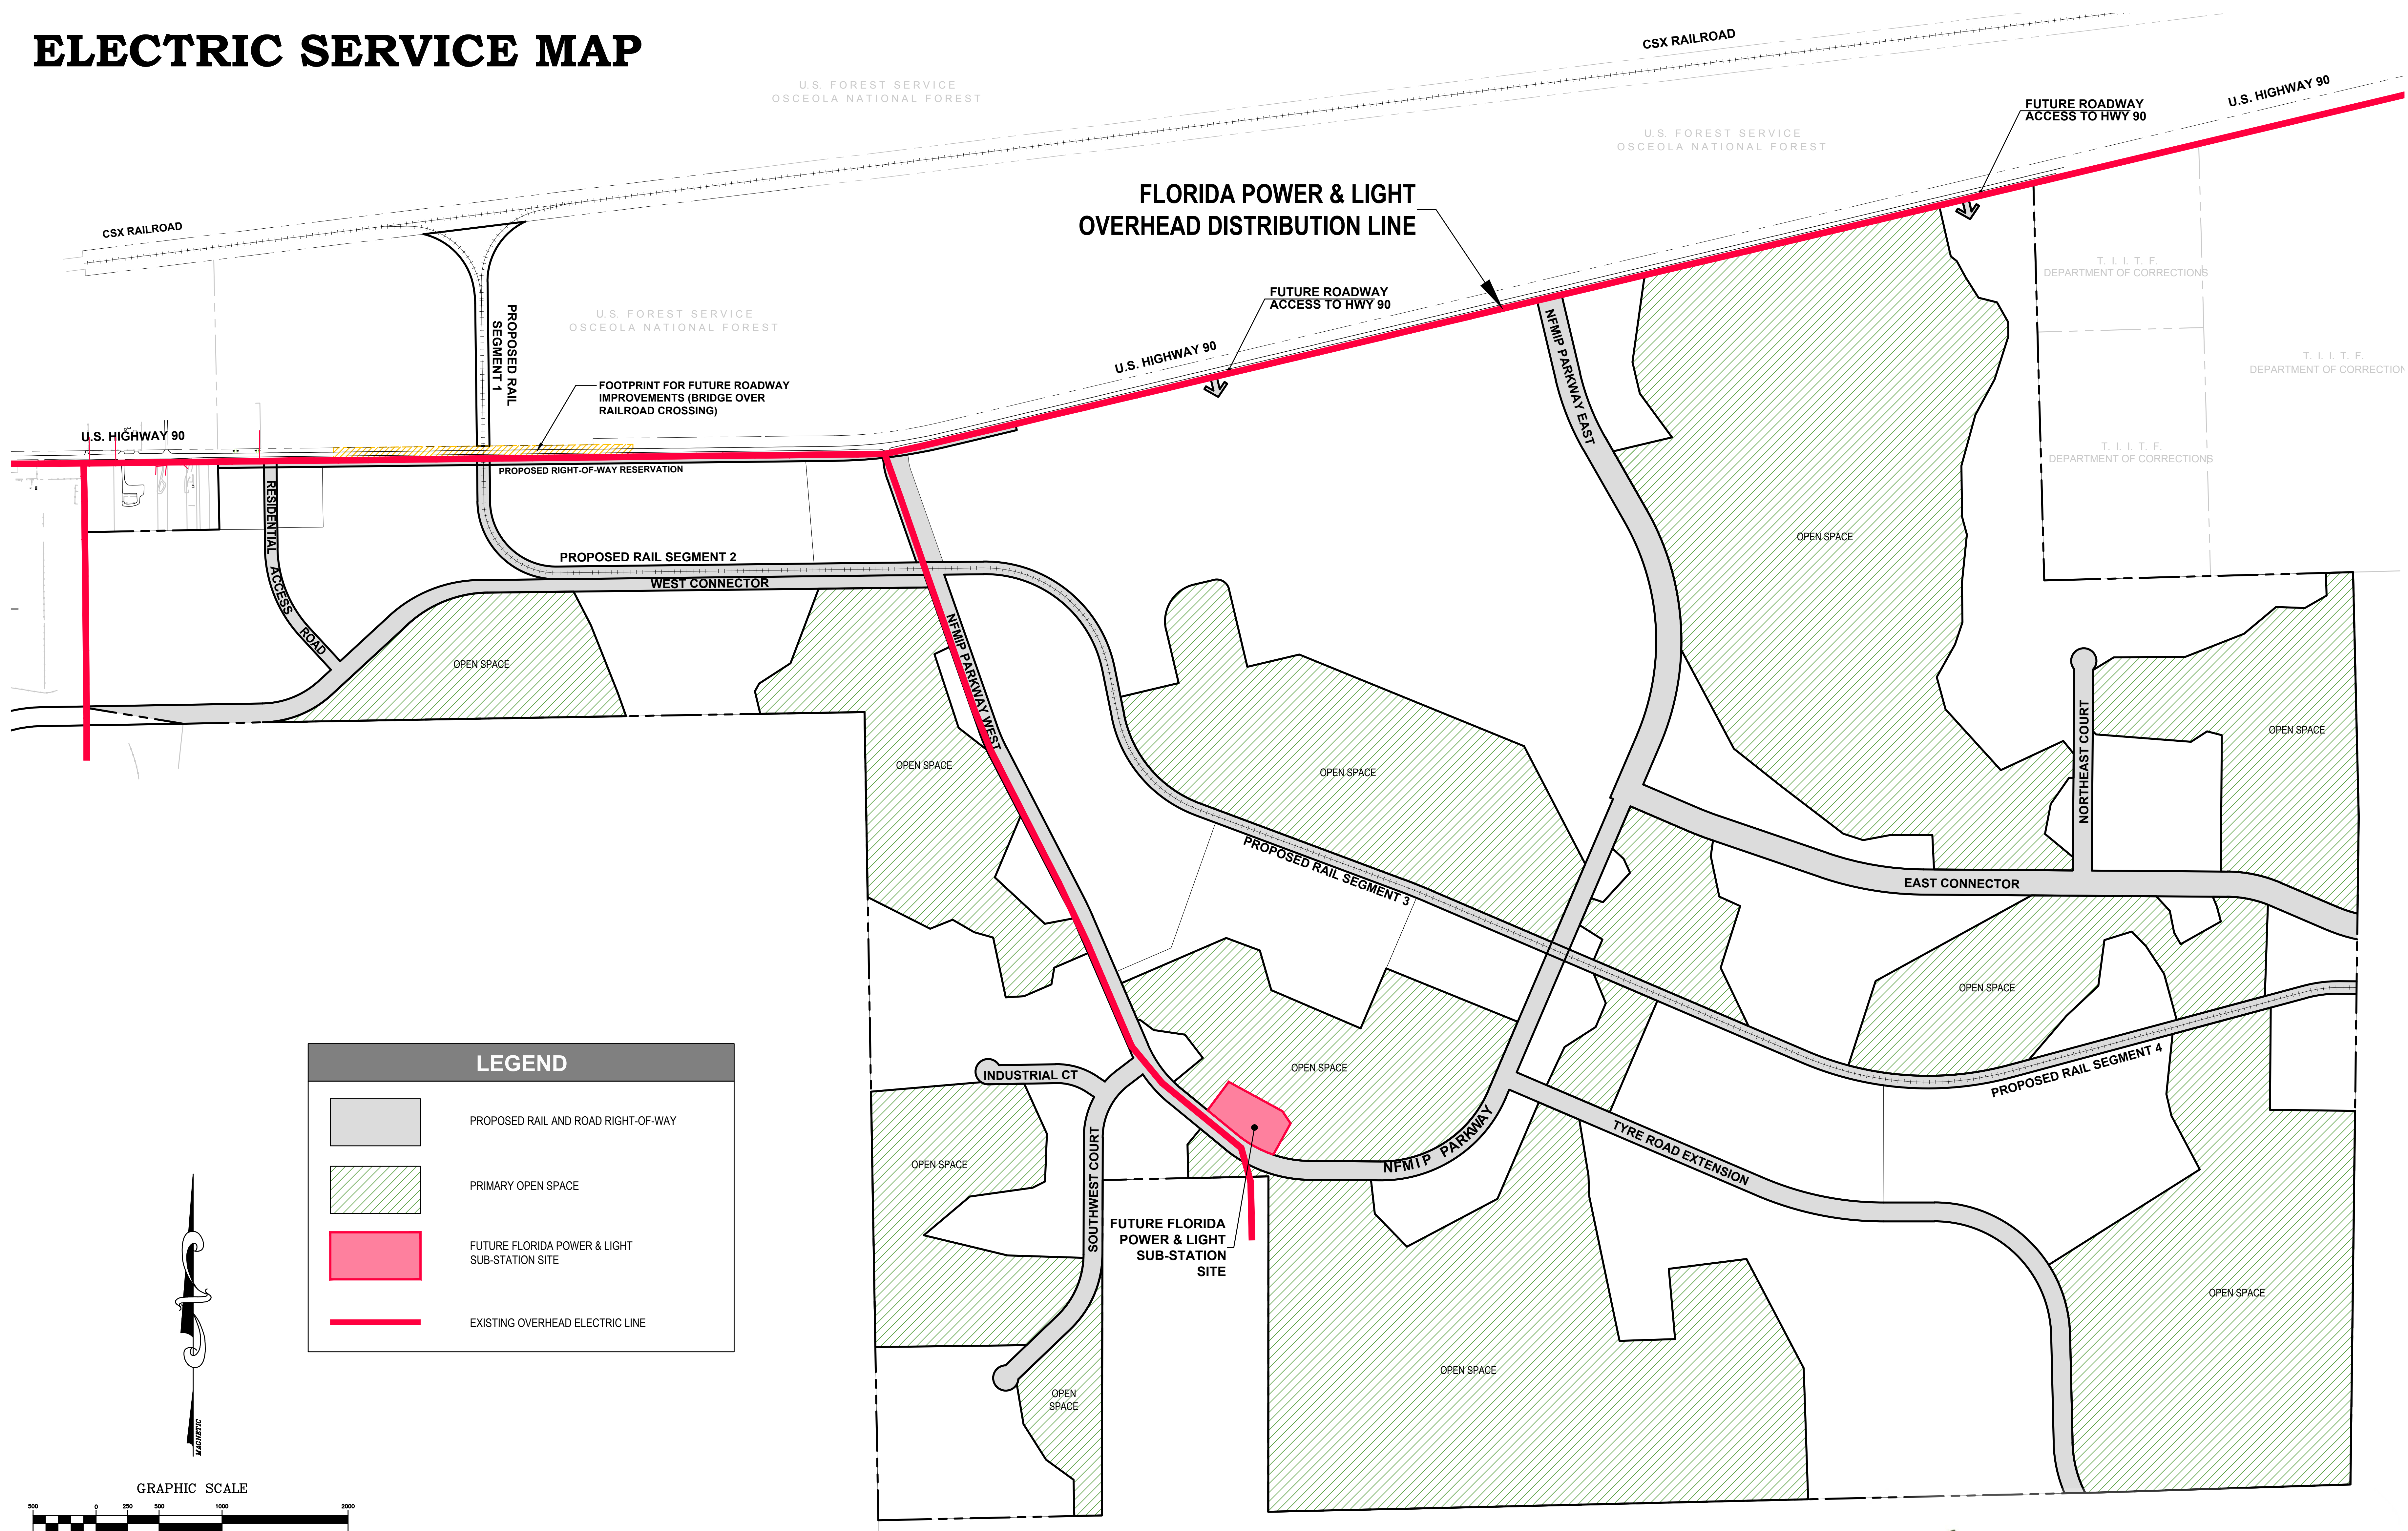 ELECTRIC SERVICE MAP
CSX RAILROAD
U.S. FOREST SERVICE
OSCEOLA NATIONAL FOREST
U.S. HIGHWAY 90
FUTURE ROADWAY
ACCESS TO HWY 90
U.S. FOREST SERVICE
OSCEOLA NATIONAL FOREST
FLORIDA POWER & LIGHT
OVERHEAD DISTRIBUTION LINE
CSX RAILROAD
T. I. I. T. F.
DEPARTMENT OF CORRECTIONS
FUTURE ROADWAY
ACCESS TO HWY 90
U.S. FOREST SERVICE
OSCEOLA NATIONAL FOREST
PROPOSED RAIL
SEGMENT 1
NFMIP PARKWAY EAST
U.S. HIGHWAY 90
T. I. I. T. F.
DEPARTMENT OF CORRECTION
FOOTPRINT FOR FUTURE ROADWAY
IMPROVEMENTS (BRIDGE OVER
RAILROAD CROSSING)
U.S. HIGHWAY 90
PROPOSED RIGHT-OF-WAY RESERVATION
T. I. I. T. F.
DEPARTMENT OF CORRECTIONS
RESIDENTIAL ACCESS ROAD
OPEN SPACE
PROPOSED RAIL SEGMENT 2
WEST CONNECTOR
NFMIP PARKWAY WEST
OPEN SPACE
OPEN SPACE
OPEN SPACE
OPEN SPACE
NORTHEAST COURT
PROPOSED RAIL SEGMENT 3
EAST CONNECTOR
OPEN SPACE
PROPOSED RAIL SEGMENT 4
OPEN SPACE
INDUSTRIAL CT
NFMIP PARKWAY
TYRE ROAD EXTENSION
OPEN SPACE
SOUTHWEST COURT
FUTURE FLORIDA
POWER & LIGHT
SUB-STATION
SITE
OPEN SPACE
OPEN SPACE
OPEN
SPACE
LEGEND
PROPOSED RAIL AND ROAD RIGHT-OF-WAY
PRIMARY OPEN SPACE
FUTURE FLORIDA POWER & LIGHT
SUB-STATION SITE
EXISTING OVERHEAD ELECTRIC LINE
MAGNETIC
GRAPHIC SCALE
500 0 250 500 1000 2000